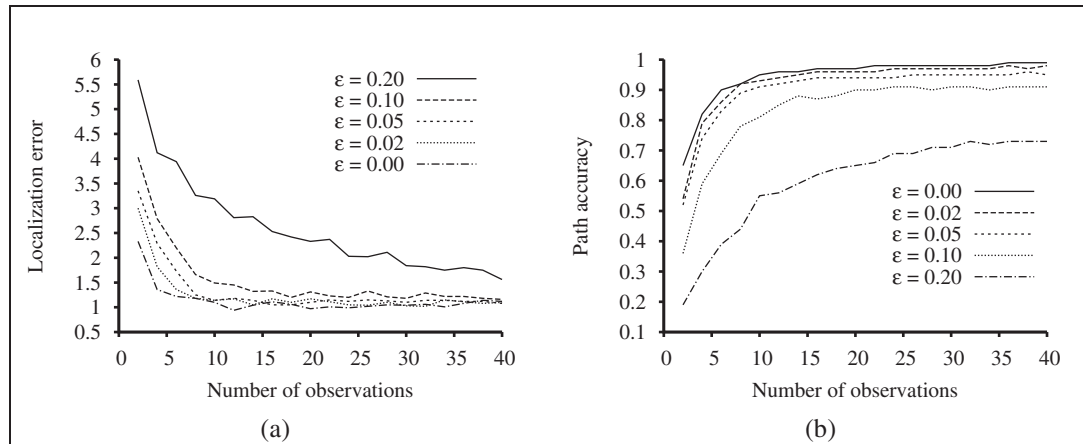 6
5.5
5
4.5
4
3.5
3
2.5
2
1.5
1
0.5
Localization error
ε = 0.20
ε = 0.10
ε = 0.05
ε = 0.02
ε = 0.00
0 5 10 15 20 25 30 35 40
Number of observations
(a)
1
0.9
0.8
0.7
0.6
0.5
0.4
0.3
0.2
0.1
Path accuracy
ε = 0.00
ε = 0.02
ε = 0.05
ε = 0.10
ε = 0.20
0 5 10 15 20 25 30 35 40
Number of observations
(b)